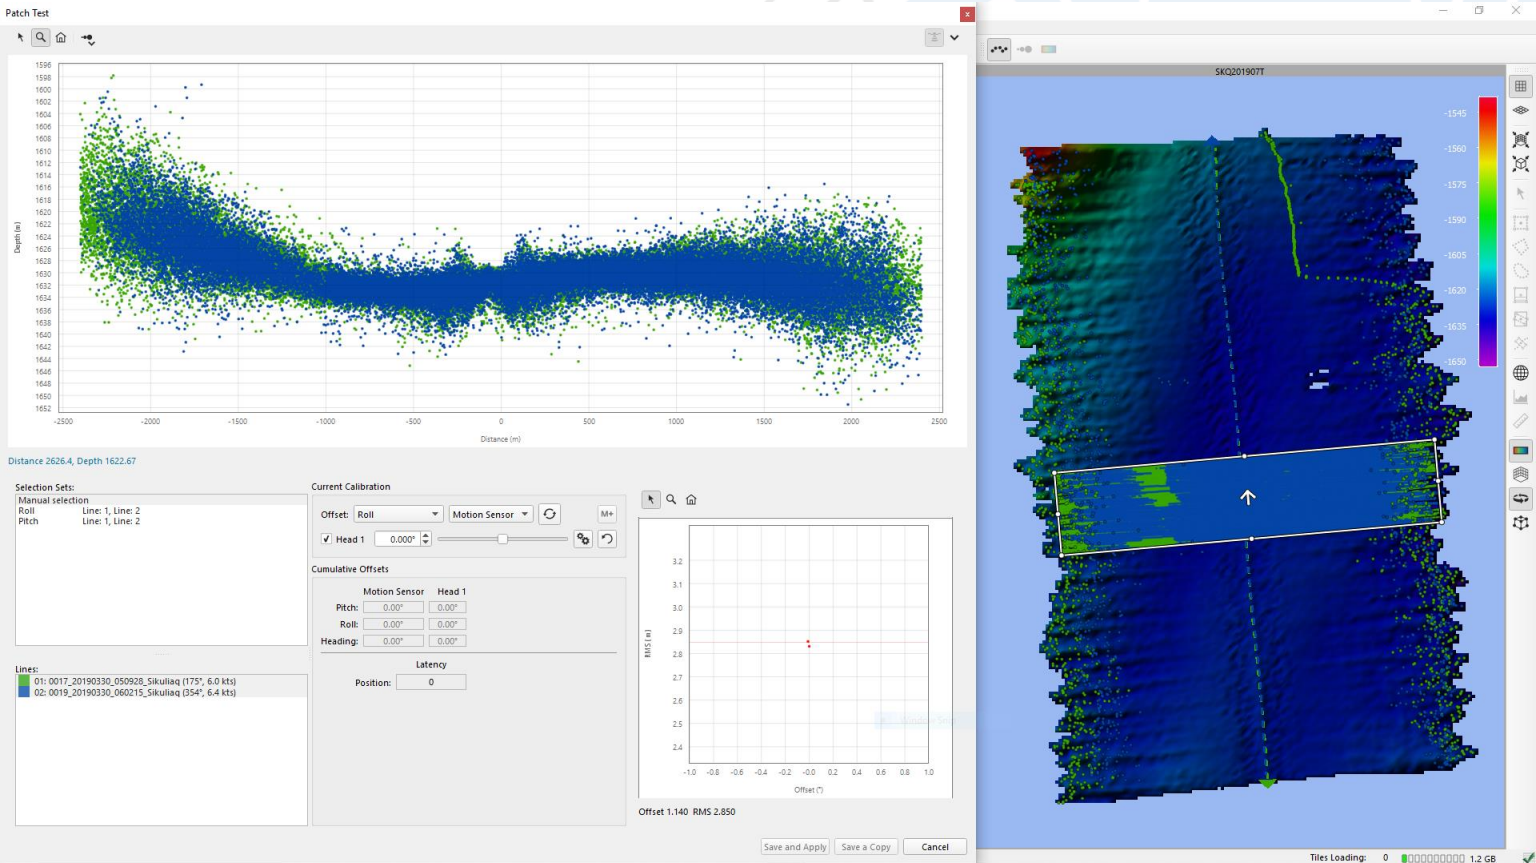 Patch Test
x
SKQ201907T
1596
1598
1600
1602
1604
1606
1608
1610
1612
1614
1616
1618
1620
1622
1624
1626
1628
1630
1632
1634
1636
1638
1640
1642
1644
1646
1648
1650
1652
Depth (m)
-2500
-2000
-1500
-1000
-500
0
500
1000
1500
2000
2500
Distance (m)
-1545
-1560
-1575
-1590
-1605
-1620
-1635
-1650
Distance 2626.4, Depth 1622.67
Selection Sets:
Manual selection
Roll Line: 1, Line: 2
Pitch Line: 1, Line: 2
Lines:
01: 0017_20190330_050928_Sikuliaq (175°, 6.0 kts)
02: 0019_20190330_060215_Sikuliaq (354°, 6.4 kts)
Current Calibration
Offset: Roll Motion Sensor M+
Head 1 0.000°
Cumulative Offsets
Motion Sensor Head 1
Pitch: 0.00° 0.00°
Roll: 0.00° 0.00°
Heading: 0.00° 0.00°
Latency
Position: 0
3.2
3.1
3.0
2.9
2.8
2.7
2.6
2.5
2.4
RMS (m)
-1.0 -0.8 -0.6 -0.4 -0.2 -0.0 0.2 0.4 0.6 0.8 1.0
Offset (°)
Offset 1.140 RMS 2.850
Save and Apply
Save a Copy
Cancel
Tiles Loading: 0 1.2 GB